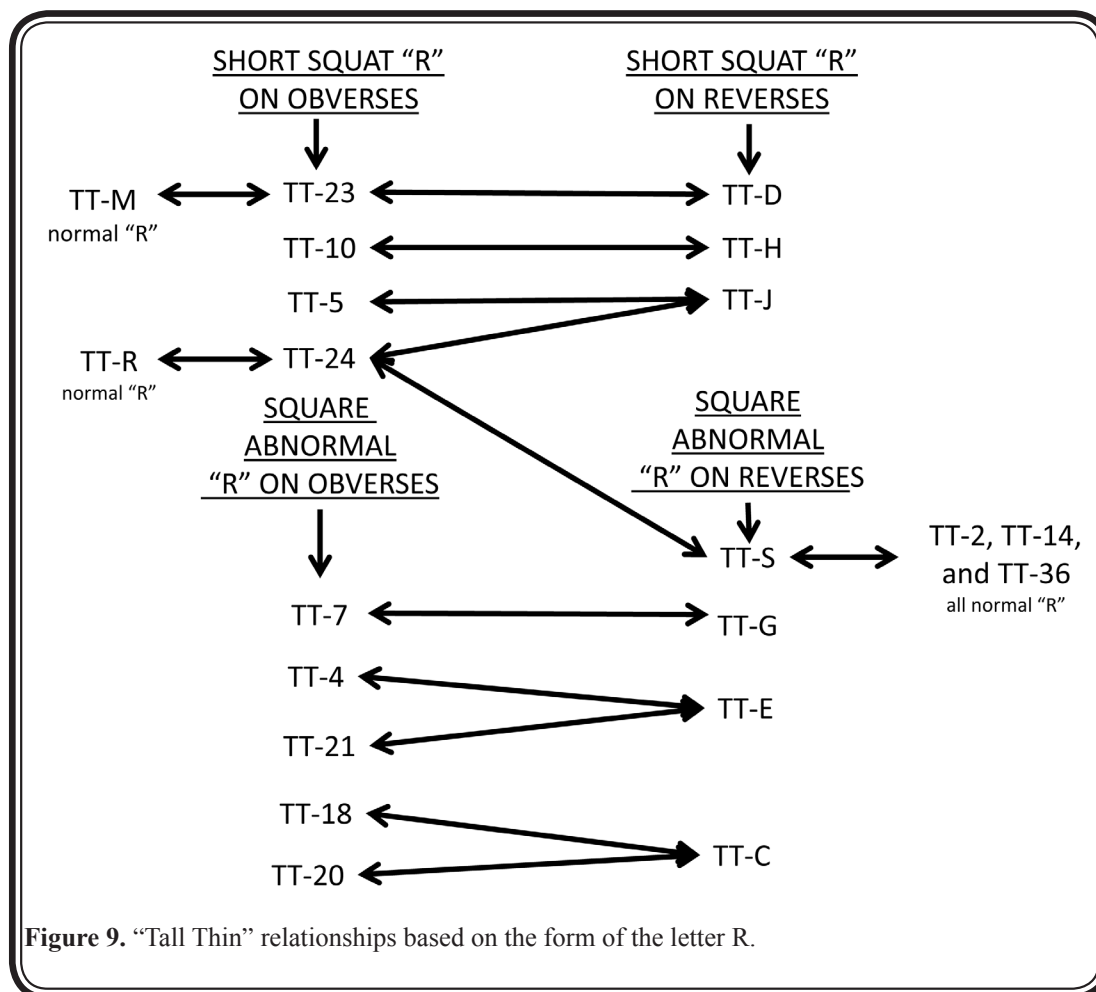 SHORT SQUAT “R”
ON OBVERSES
SHORT SQUAT “R”
ON REVERSES
TT-M
normal “R”
TT-23
TT-D
TT-10
TT-H
TT-5
TT-J
TT-R
normal “R”
TT-24
SQUARE
ABNORMAL
“R” ON OBVERSES
SQUARE
ABNORMAL
“R” ON REVERSES
TT-S
TT-2, TT-14,
and TT-36
all normal “R”
TT-7
TT-G
TT-4
TT-E
TT-21
TT-18
TT-C
TT-20
Figure 9. “Tall Thin” relationships based on the form of the letter R.